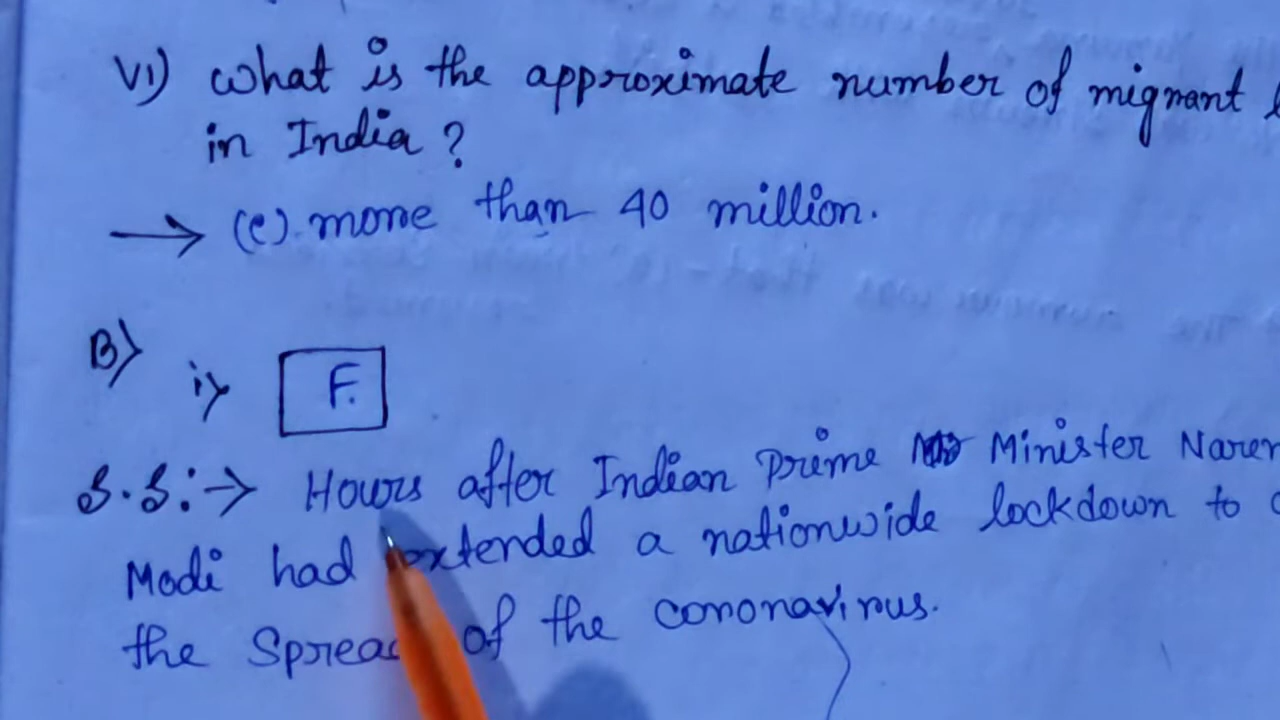 VI) What is the approximate number of migrant
in India ?
→ (c). more than 40 million.
B)
i) F.
S.S:→ Hours after Indian Prime Minister Naren
Modi had extended a nationwide lockdown to
the Spread of the coronavirus.